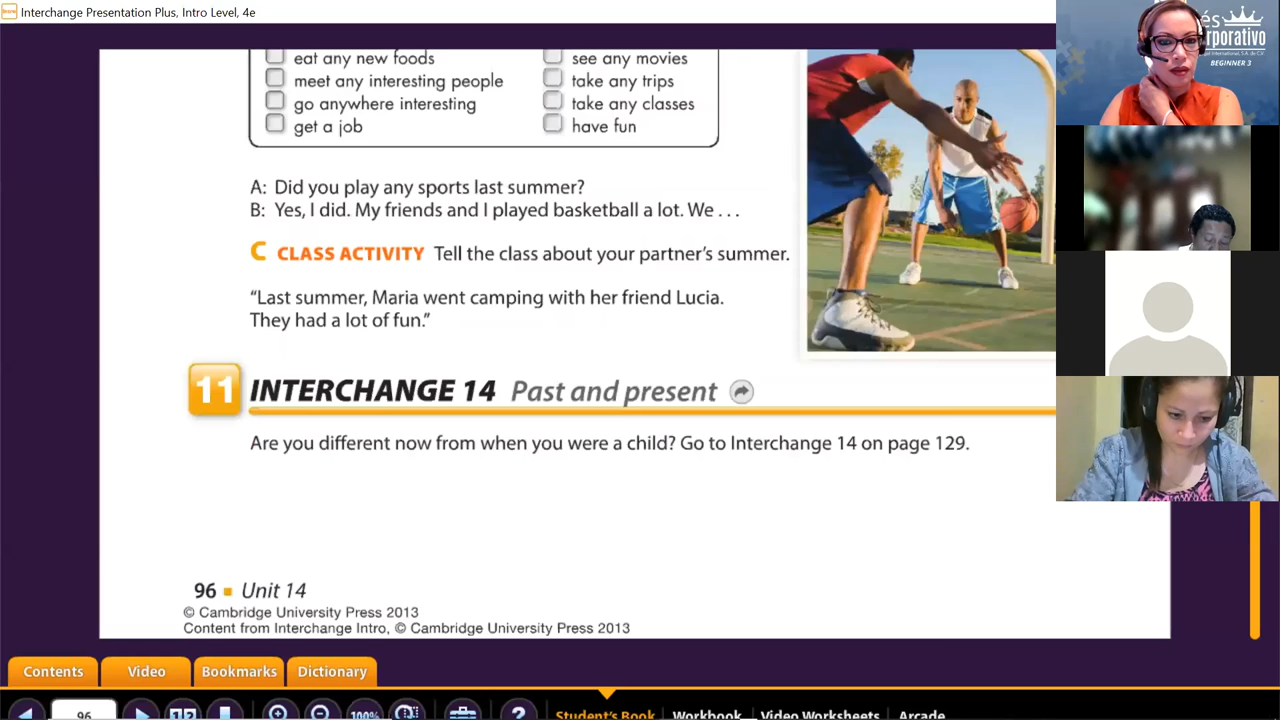 Interchange Presentation Plus, Intro Level, 4e
eat any new foods
meet any interesting people
go anywhere interesting
get a job
see any movies
take any trips
take any classes
have fun
A: Did you play any sports last summer?
B: Yes, I did. My friends and I played basketball a lot. We . . .
C CLASS ACTIVITY Tell the class about your partner's summer.
“Last summer, Maria went camping with her friend Lucia.
They had a lot of fun.”
11 INTERCHANGE 14 Past and present
Are you different now from when you were a child? Go to Interchange 14 on page 129.
96 ▪ Unit 14
© Cambridge University Press 2013
Content from Interchange Intro, © Cambridge University Press 2013
Contents Video Bookmarks Dictionary
96 1 2 100% ? Student's Book Workbook Video Worksheets Arcade
és
rporativo
BEGINNER 3